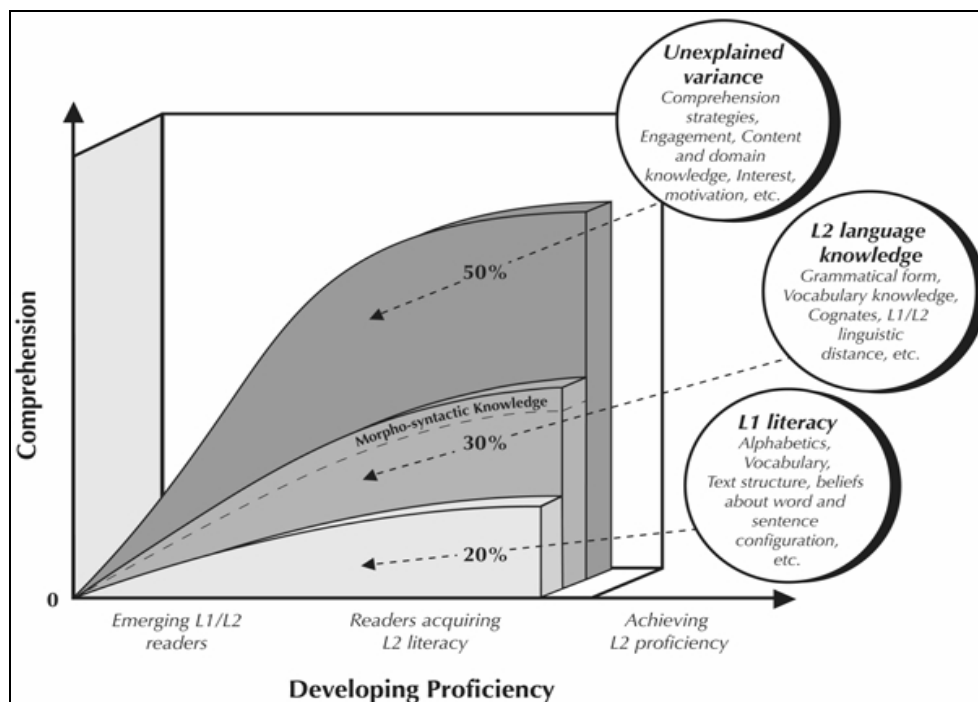 Unexplained
variance
Comprehension
strategies,
Engagement, Content
and domain
knowledge, Interest,
motivation, etc.
L2 language
knowledge
Grammatical form,
Vocabulary knowledge,
Cognates, L1/L2
linguistic
distance, etc.
L1 literacy
Alphabetics,
Vocabulary,
Text structure, beliefs
about word and
sentence
configuration,
etc.
50%
Morpho-syntactic Knowledge
30%
20%
Comprehension
0
Emerging L1/L2
readers
Readers acquiring
L2 literacy
Achieving
L2 proficiency
Developing Proficiency